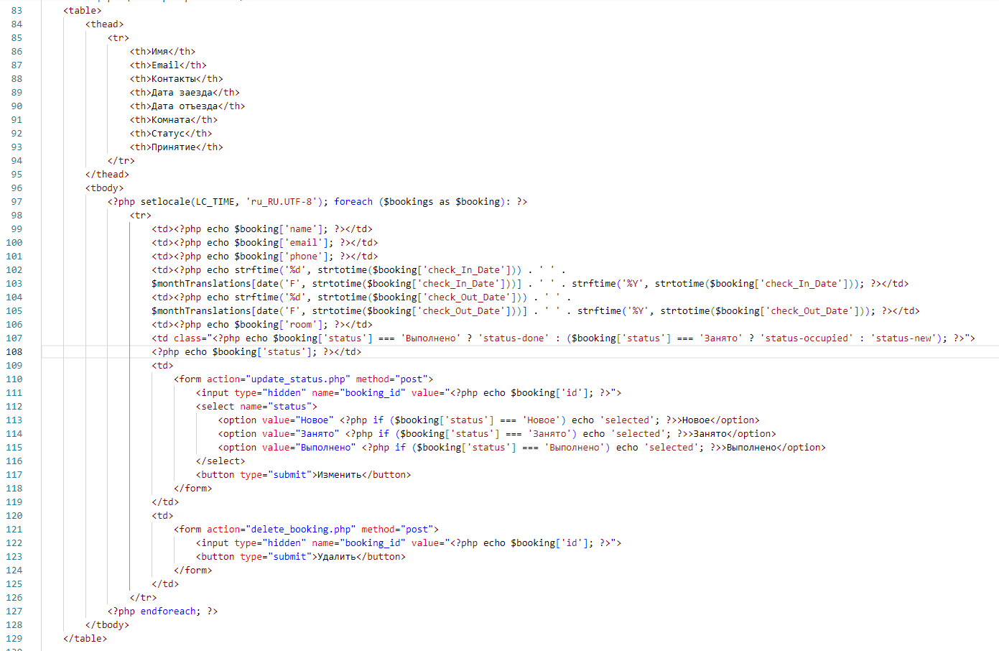 83 <table>
84 <thead>
85 <tr>
86 <th>Имя</th>
87 <th>Email</th>
88 <th>Контакты</th>
89 <th>Дата заезда</th>
90 <th>Дата отъезда</th>
91 <th>Комната</th>
92 <th>Статус</th>
93 <th>Принятие</th>
94 </tr>
95 </thead>
96 <tbody>
97 <?php setlocale(LC_TIME, 'ru_RU.UTF-8'); foreach ($bookings as $booking): ?>
98 <tr>
99 <td><?php echo $booking['name']; ?></td>
100 <td><?php echo $booking['email']; ?></td>
101 <td><?php echo $booking['phone']; ?></td>
102 <td><?php echo strftime('%d', strtotime($booking['check_In_Date'])) . ' ' .
103 $monthTranslations[date('F', strtotime($booking['check_In_Date']))] . ' ' . strftime('%Y', strtotime($booking['check_In_Date'])); ?></td>
104 <td><?php echo strftime('%d', strtotime($booking['check_Out_Date'])) . ' ' .
105 $monthTranslations[date('F', strtotime($booking['check_Out_Date']))] . ' ' . strftime('%Y', strtotime($booking['check_Out_Date'])); ?></td>
106 <td><?php echo $booking['room']; ?></td>
107 <td class="<?php echo $booking['status'] === 'Выполнено' ? 'status-done' : ($booking['status'] === 'Занято' ? 'status-occupied' : 'status-new'); ?>">
108 <?php echo $booking['status']; ?></td>
109 <td>
110 <form action="update_status.php" method="post">
111 <input type="hidden" name="booking_id" value="<?php echo $booking['id']; ?>">
112 <select name="status">
113 <option value="Новое" <?php if ($booking['status'] === 'Новое') echo 'selected'; ?>>Новое</option>
114 <option value="Занято" <?php if ($booking['status'] === 'Занято') echo 'selected'; ?>>Занято</option>
115 <option value="Выполнено" <?php if ($booking['status'] === 'Выполнено') echo 'selected'; ?>>Выполнено</option>
116 </select>
117 <button type="submit">Изменить</button>
118 </form>
119 </td>
120 <td>
121 <form action="delete_booking.php" method="post">
122 <input type="hidden" name="booking_id" value="<?php echo $booking['id']; ?>">
123 <button type="submit">Удалить</button>
124 </form>
125 </td>
126 </tr>
127 <?php endforeach; ?>
128 </tbody>
129 </table>